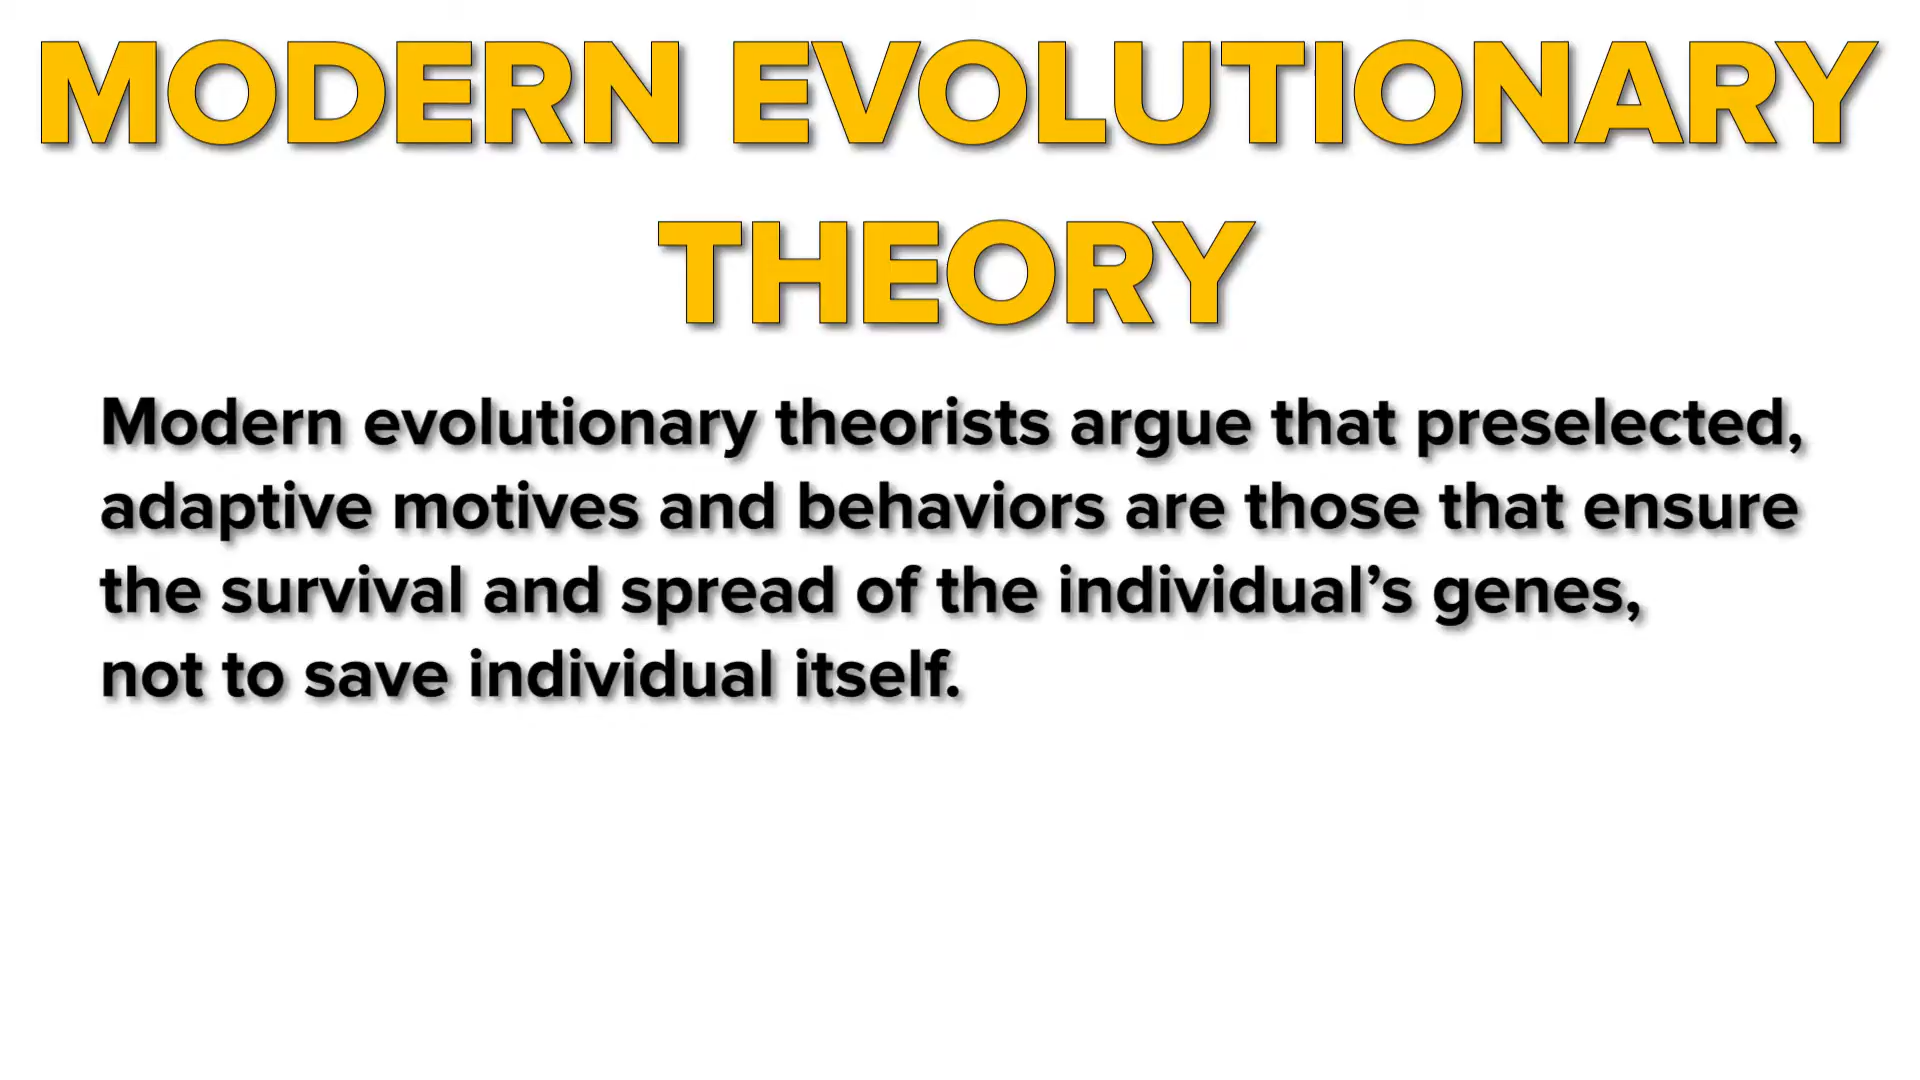 MODERN EVOLUTIONARY
THEORY
Modern evolutionary theorists argue that preselected,
adaptive motives and behaviors are those that ensure
the survival and spread of the individual’s genes,
not to save individual itself.